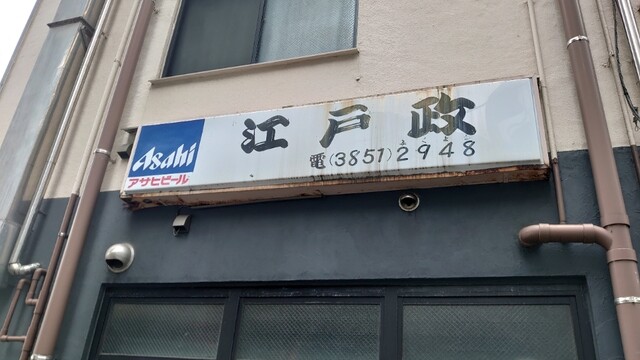 Asahi
アサヒビール
江戸政
電(3851)2948